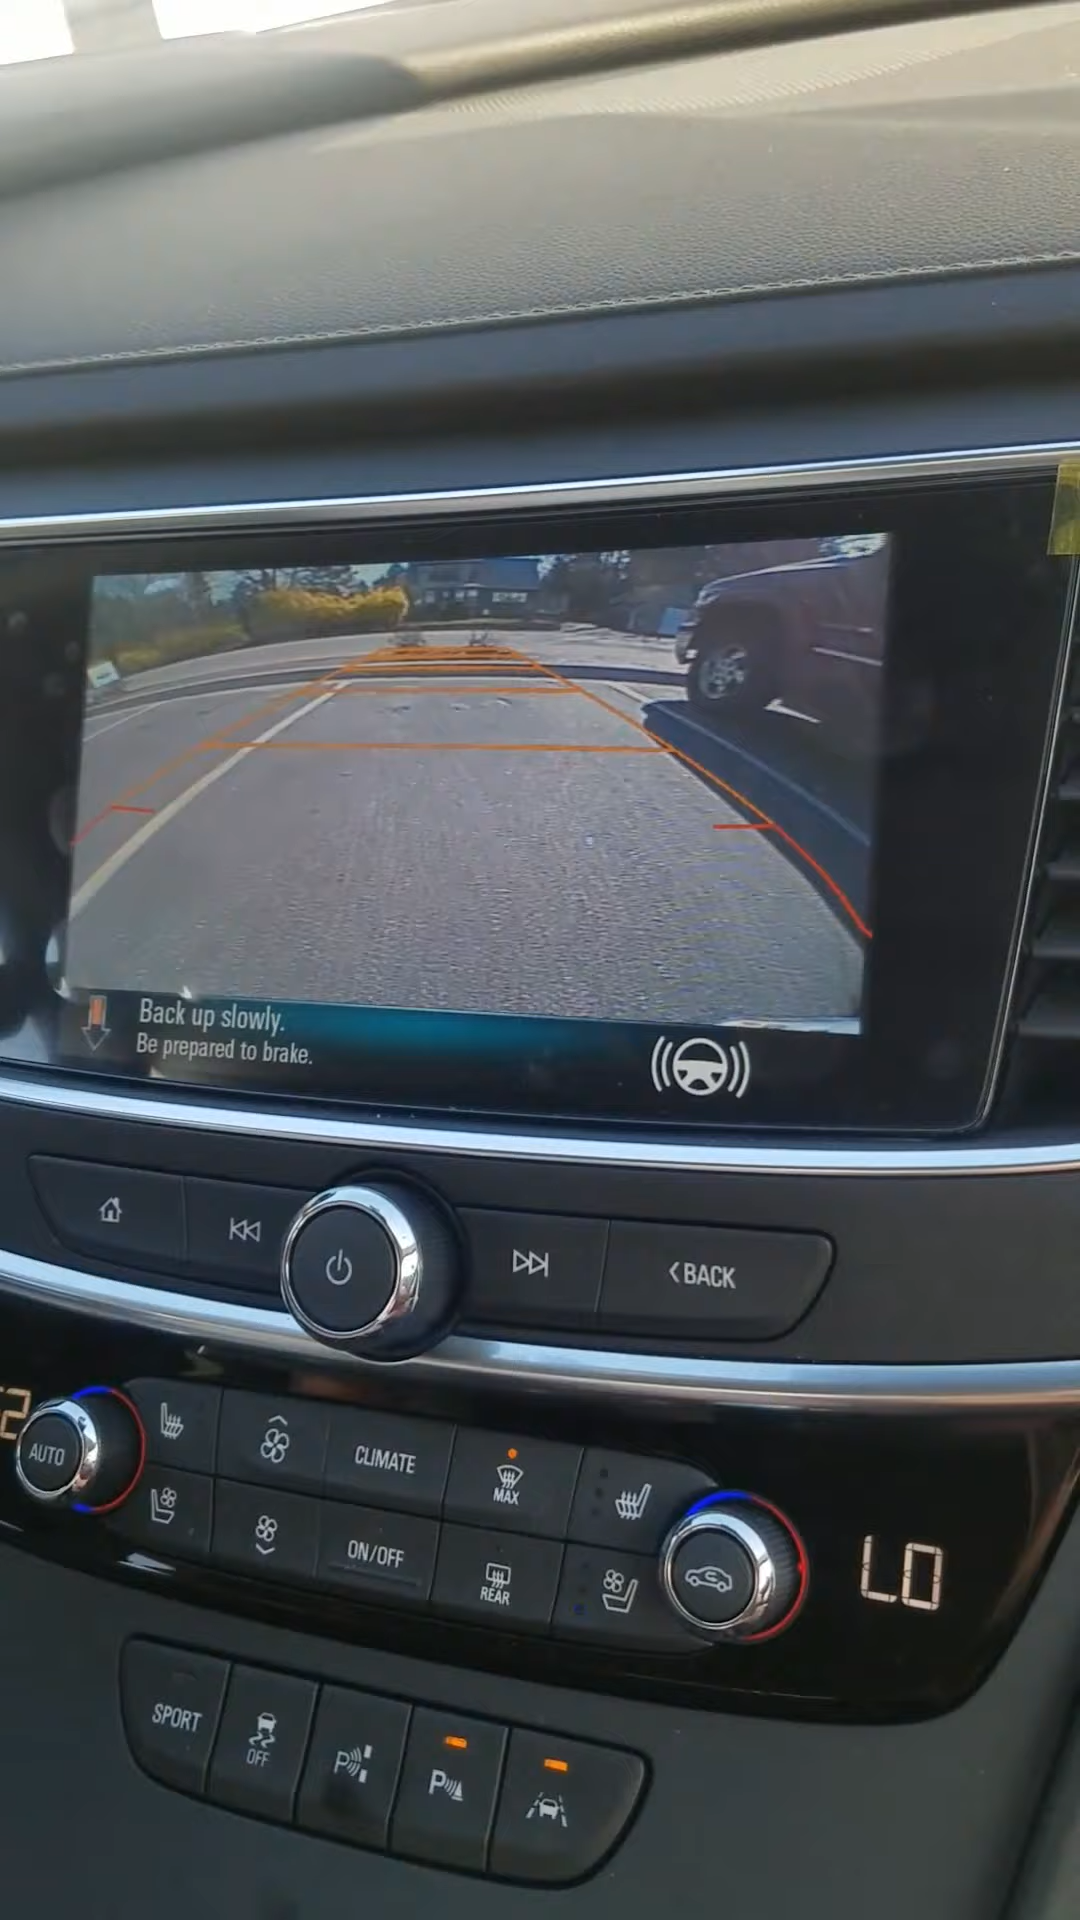 Back up slowly.
Be prepared to brake.
<BACK
AUTO
CLIMATE
MAX
ON/OFF
REAR
LO
SPORT
OFF
P
P